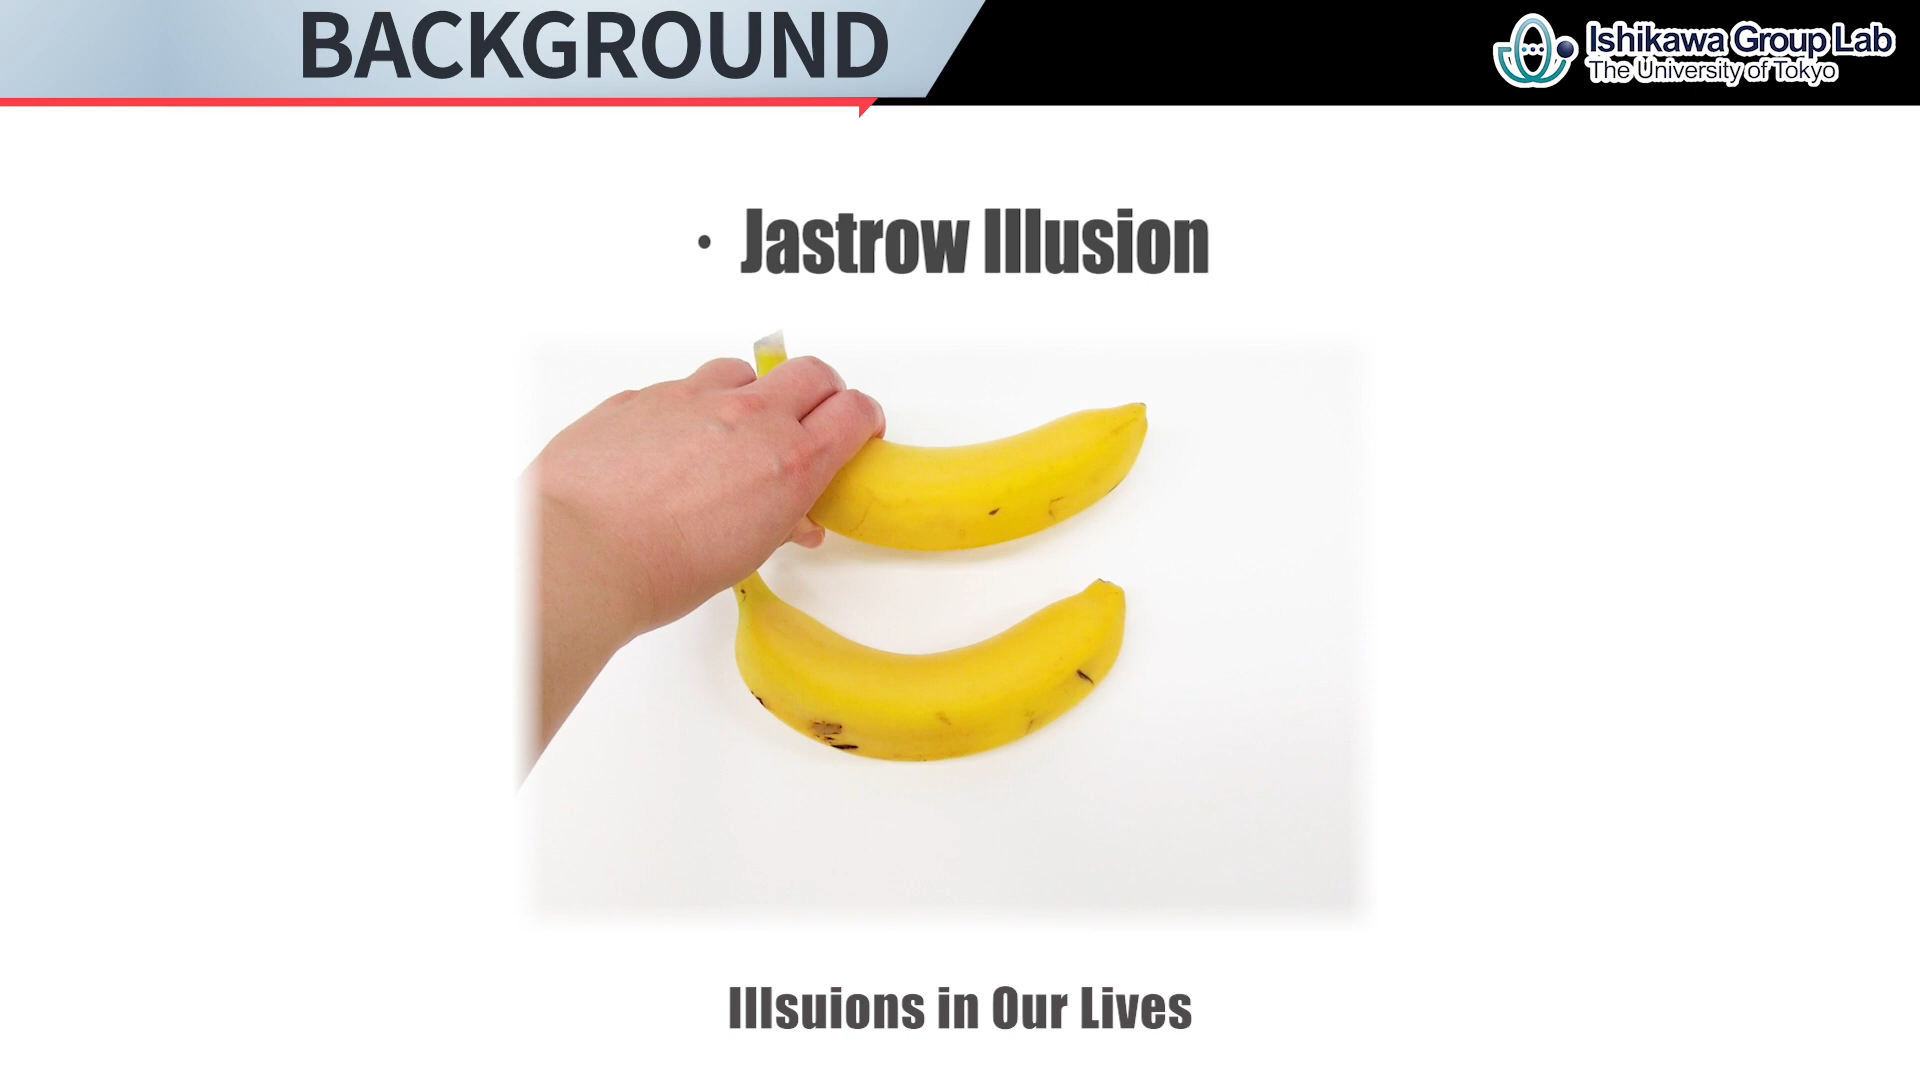 BACKGROUND
Ishikawa Group Lab
The University of Tokyo
・Jastrow Illusion
Illsuions in Our Lives